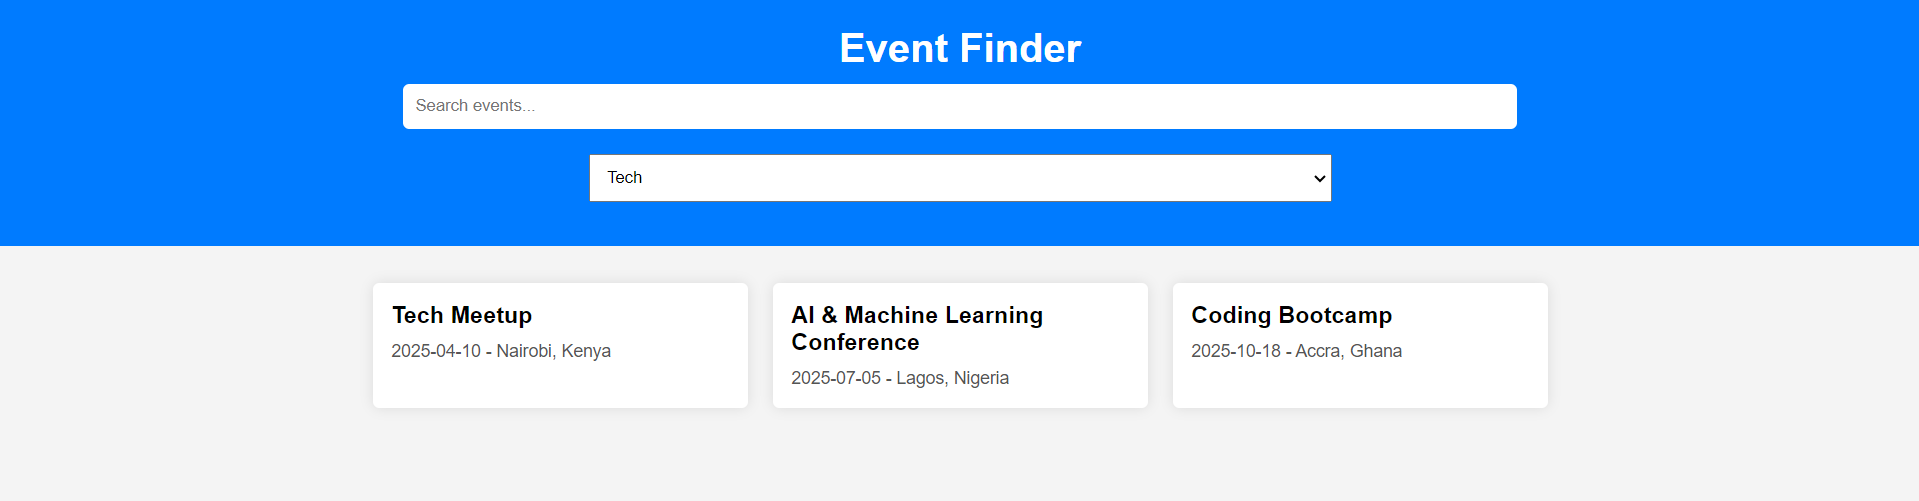 Event Finder
Search events...
Tech
Tech Meetup
2025-04-10 - Nairobi, Kenya
AI & Machine Learning
Conference
2025-07-05 - Lagos, Nigeria
Coding Bootcamp
2025-10-18 - Accra, Ghana